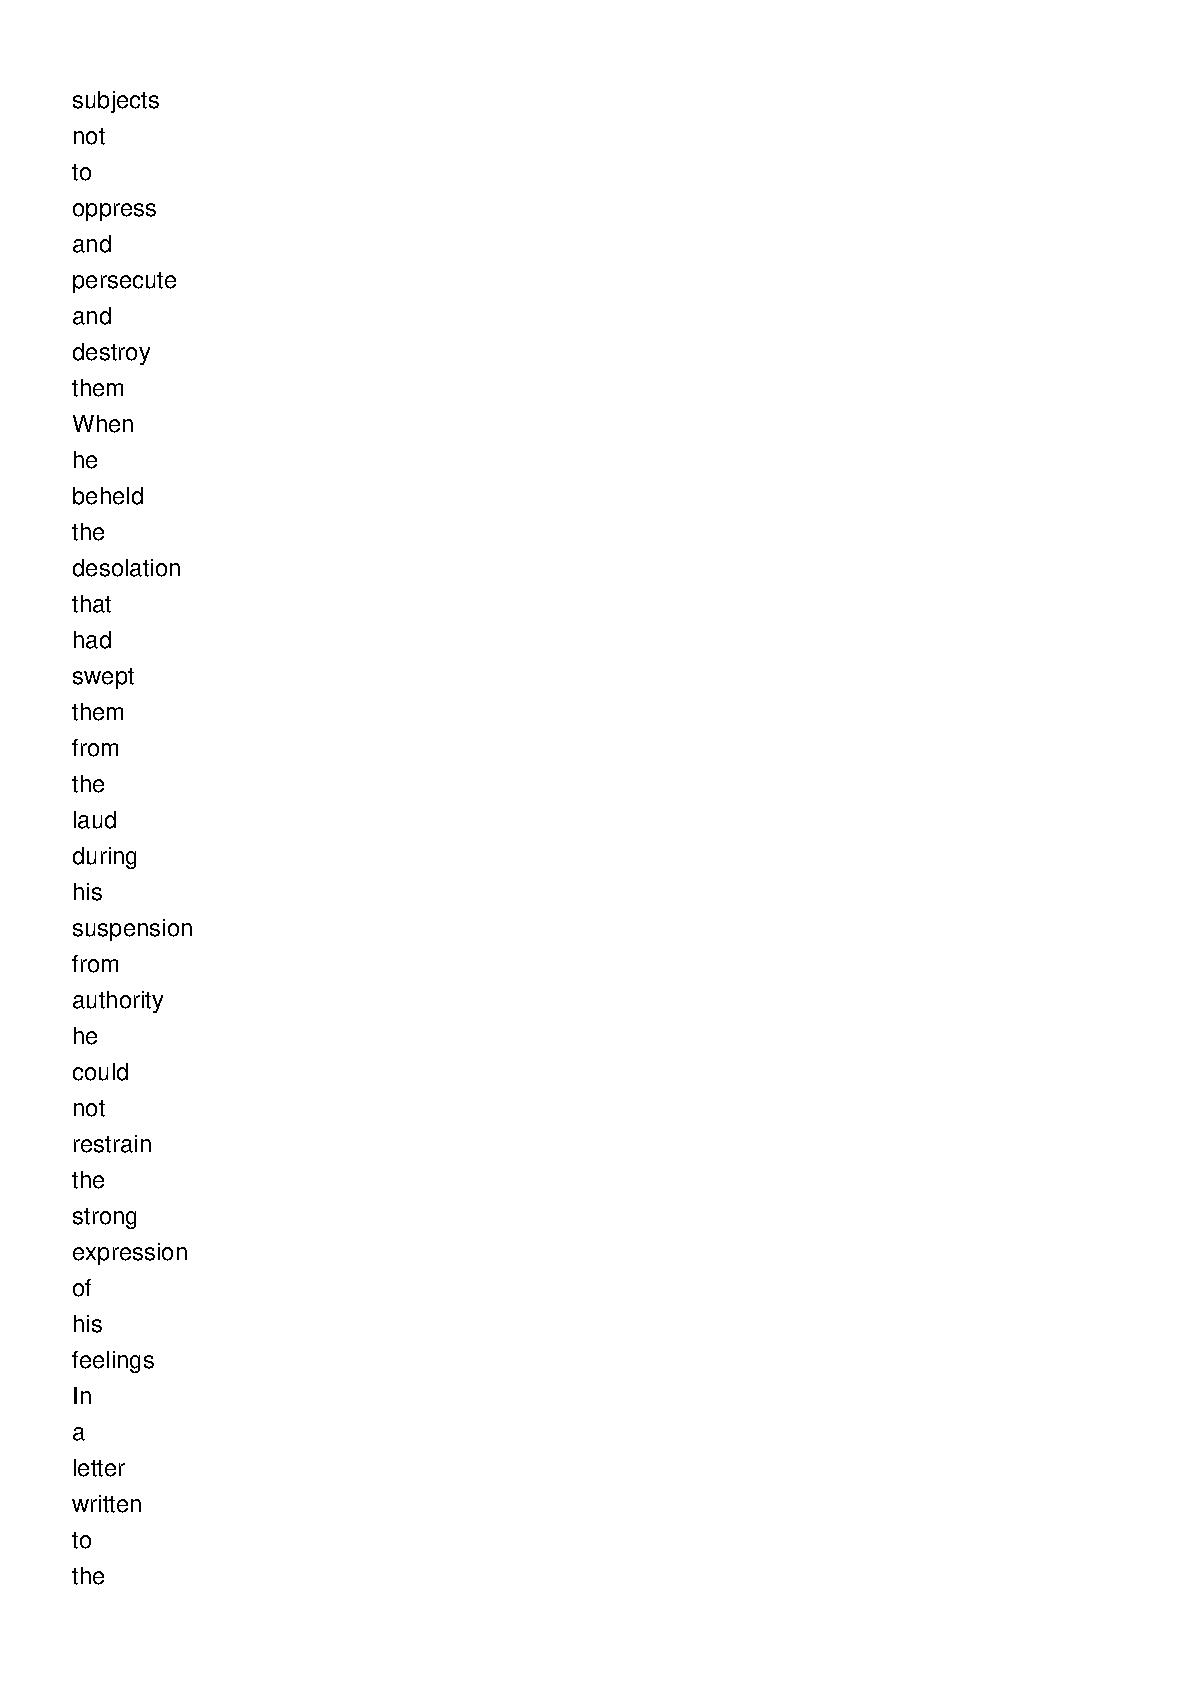 subjects
not
to
oppress
and
persecute
and
destroy
them
When
he
beheld
the
desolation
that
had
swept
them
from
the
laud
during
his
suspension
from
authority
he
could
not
restrain
the
strong
expression
of
his
feelings
In
a
letter
written
to
the